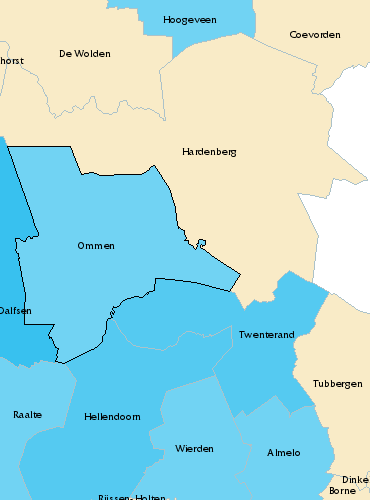 Hoogeveen
Coevorden
De Wolden
horst
Hardenberg
Ommen
Dalfsen
Twenterand
Tubbergen
Raalte
Hellendoorn
Wierden
Almelo
Dinke
Borne
Rijssen-Holten